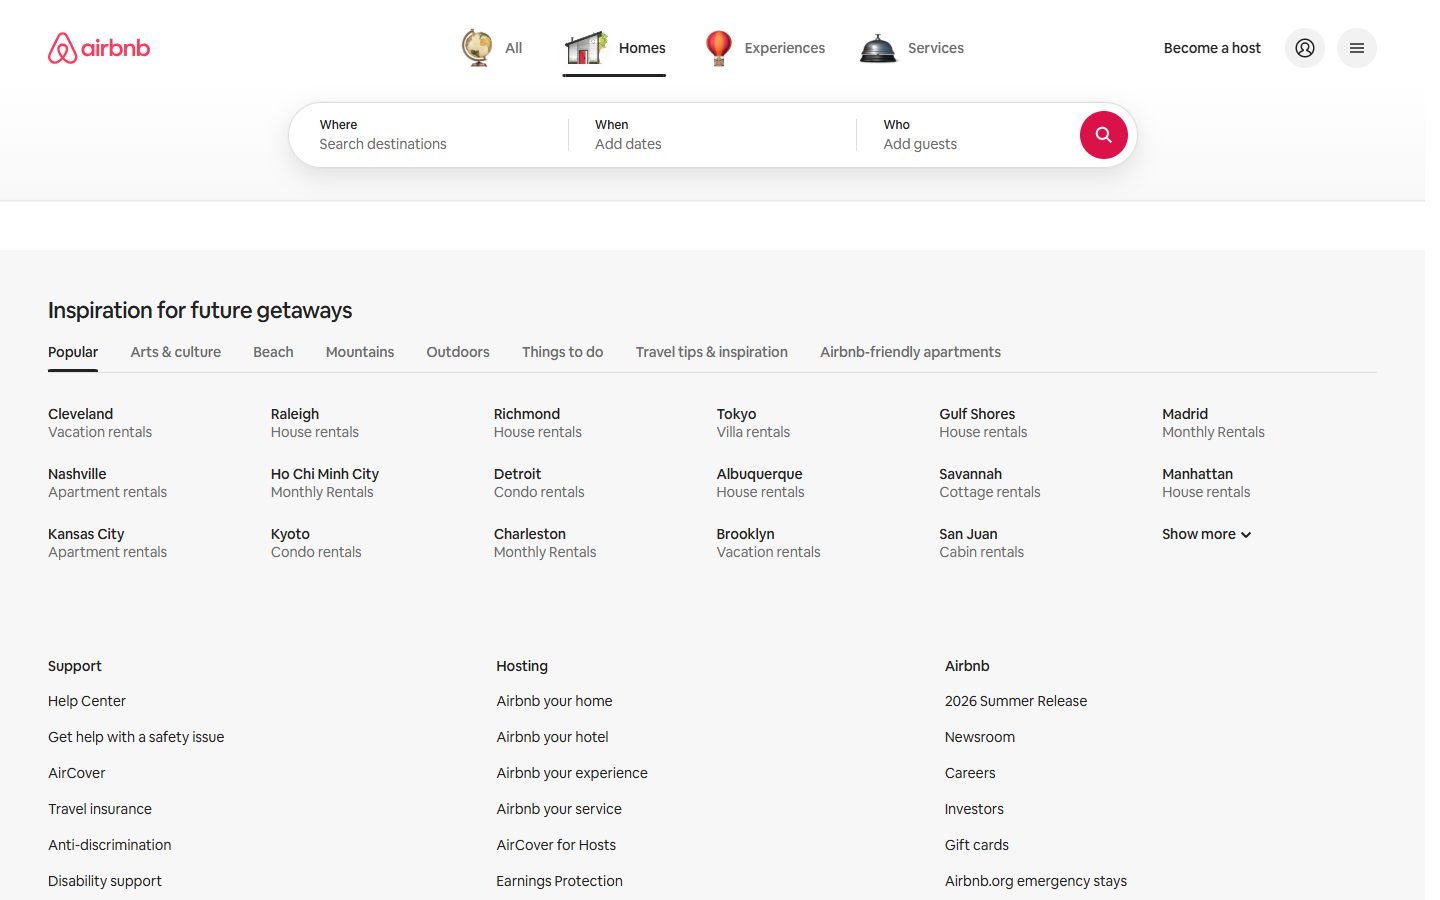 airbnb
All
Homes
Experiences
Services
Become a host
Where
Search destinations
When
Add dates
Who
Add guests
Inspiration for future getaways
Popular
Arts & culture
Beach
Mountains
Outdoors
Things to do
Travel tips & inspiration
Airbnb-friendly apartments
Cleveland
Vacation rentals
Raleigh
House rentals
Richmond
House rentals
Tokyo
Villa rentals
Gulf Shores
House rentals
Madrid
Monthly Rentals
Nashville
Apartment rentals
Ho Chi Minh City
Monthly Rentals
Detroit
Condo rentals
Albuquerque
House rentals
Savannah
Cottage rentals
Manhattan
House rentals
Kansas City
Apartment rentals
Kyoto
Condo rentals
Charleston
Monthly Rentals
Brooklyn
Vacation rentals
San Juan
Cabin rentals
Show more
Support
Help Center
Get help with a safety issue
AirCover
Travel insurance
Anti-discrimination
Disability support
Hosting
Airbnb your home
Airbnb your hotel
Airbnb your experience
Airbnb your service
AirCover for Hosts
Earnings Protection
Airbnb
2026 Summer Release
Newsroom
Careers
Investors
Gift cards
Airbnb.org emergency stays